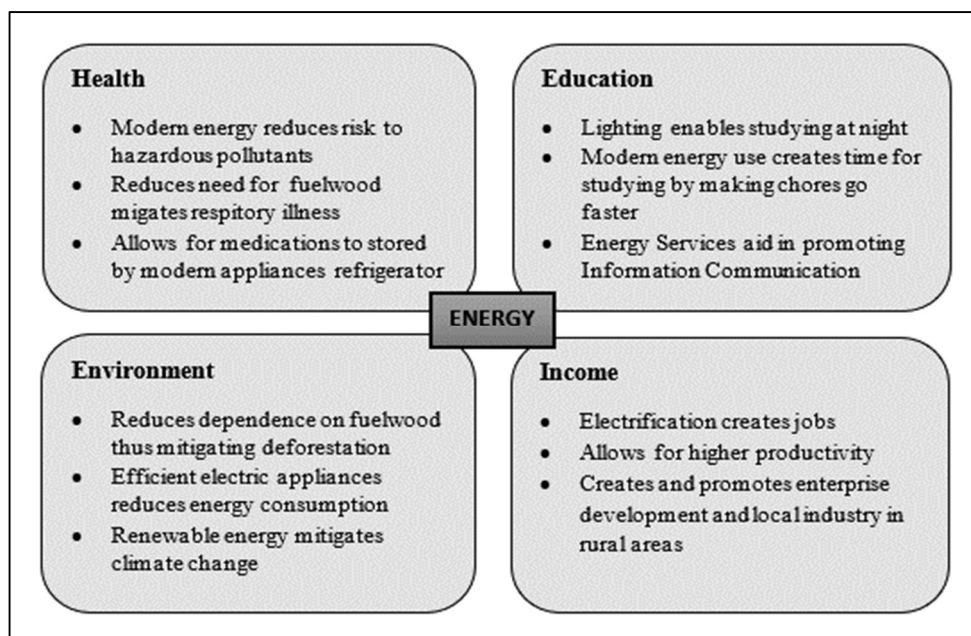 Health
• Modern energy reduces risk to
hazardous pollutants
• Reduces need for fuelwood
migates respitory illness
• Allows for medications to stored
by modern appliances refrigerator
Education
• Lighting enables studying at night
• Modern energy use creates time for
studying by making chores go
faster
• Energy Services aid in promoting
Information Communication
ENERGY
Environment
• Reduces dependence on fuelwood
thus mitigating deforestation
• Efficient electric appliances
reduces energy consumption
• Renewable energy mitigates
climate change
Income
• Electrification creates jobs
• Allows for higher productivity
• Creates and promotes enterprise
development and local industry in
rural areas